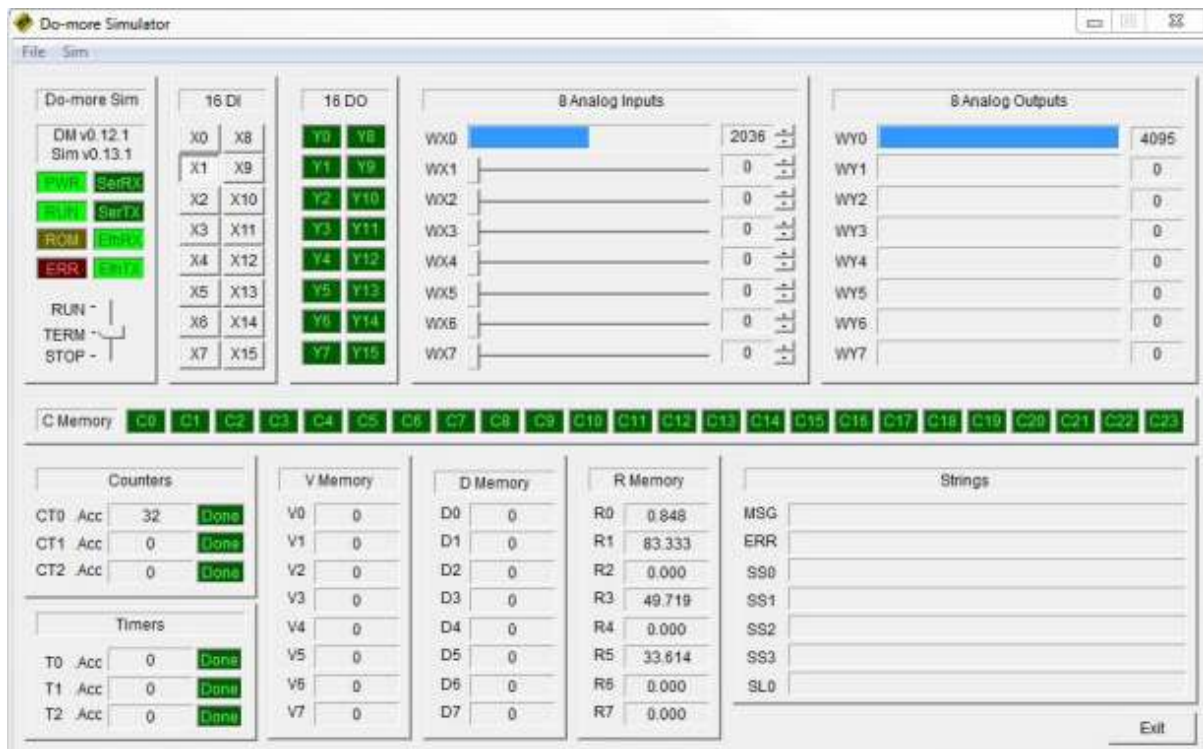 Do-more Simulator
File Sim
Do-more Sim
DM v0.12.1
Sim v0.13.1
PWR SerRX
RUN SerTX
ROM EthRX
ERR EthTX
RUN -
TERM -
STOP -
16 DI
X0 X8
X1 X9
X2 X10
X3 X11
X4 X12
X5 X13
X6 X14
X7 X15
16 DO
Y0 Y8
Y1 Y9
Y2 Y10
Y3 Y11
Y4 Y12
Y5 Y13
Y6 Y14
Y7 Y15
8 Analog Inputs
WX0 2036
WX1 0
WX2 0
WX3 0
WX4 0
WX5 0
WX6 0
WX7 0
8 Analog Outputs
WY0 4095
WY1 0
WY2 0
WY3 0
WY4 0
WY5 0
WY6 0
WY7 0
C Memory C0 C1 C2 C3 C4 C5 C6 C7 C8 C9 C10 C11 C12 C13 C14 C15 C16 C17 C18 C19 C20 C21 C22 C23
Counters
CT0 .Acc 32 Done
CT1 .Acc 0 Done
CT2 .Acc 0 Done
Timers
T0 .Acc 0 Done
T1 .Acc 0 Done
T2 .Acc 0 Done
V Memory
V0 0
V1 0
V2 0
V3 0
V4 0
V5 0
V6 0
V7 0
D Memory
D0 0
D1 0
D2 0
D3 0
D4 0
D5 0
D6 0
D7 0
R Memory
R0 0.848
R1 83.333
R2 0.000
R3 49.719
R4 0.000
R5 33.614
R6 0.000
R7 0.000
Strings
MSG
ERR
SS0
SS1
SS2
SS3
SL0
Exit